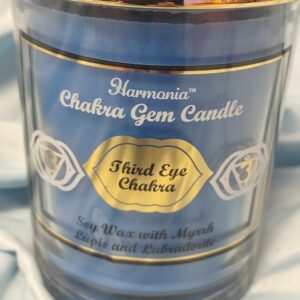 Harmonia™
Chakra Gem Candle
Third Eye
Chakra
ॐ
ॐ
Soy Wax with Myrrh
Lapis and Labradorite